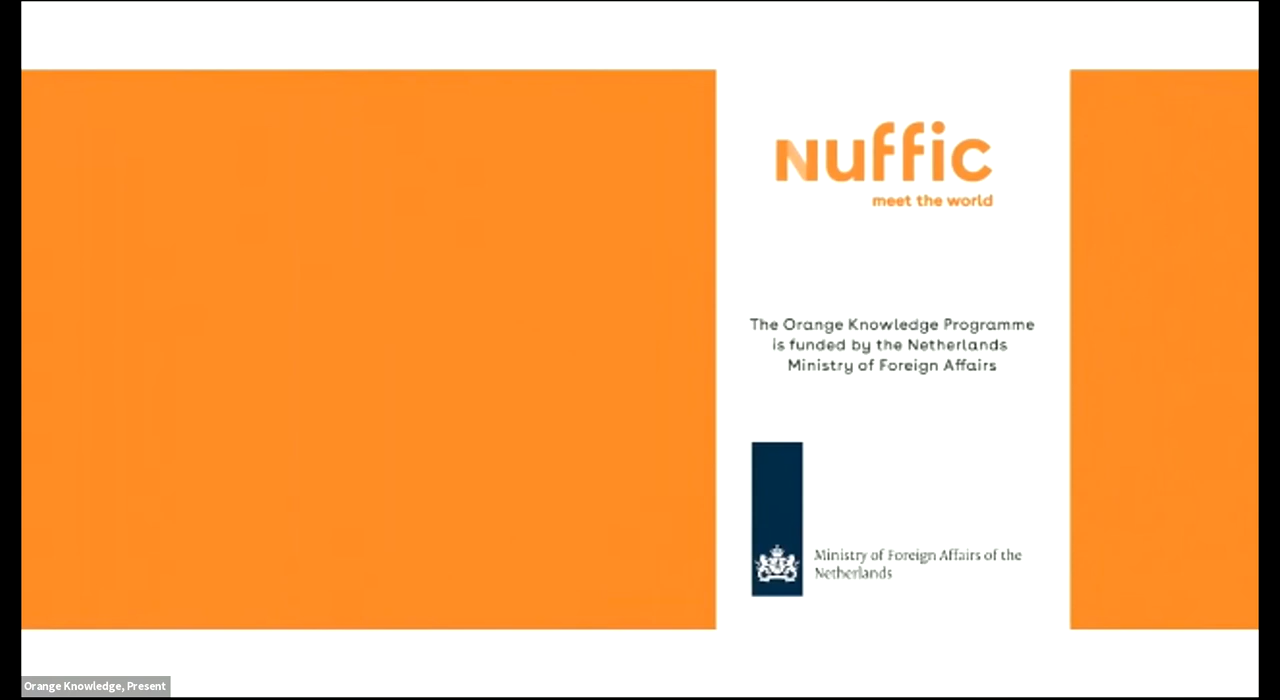 Nuffic
meet the world
The Orange Knowledge Programme
is funded by the Netherlands
Ministry of Foreign Affairs
Ministry of Foreign Affairs of the
Netherlands
Orange Knowledge, Present